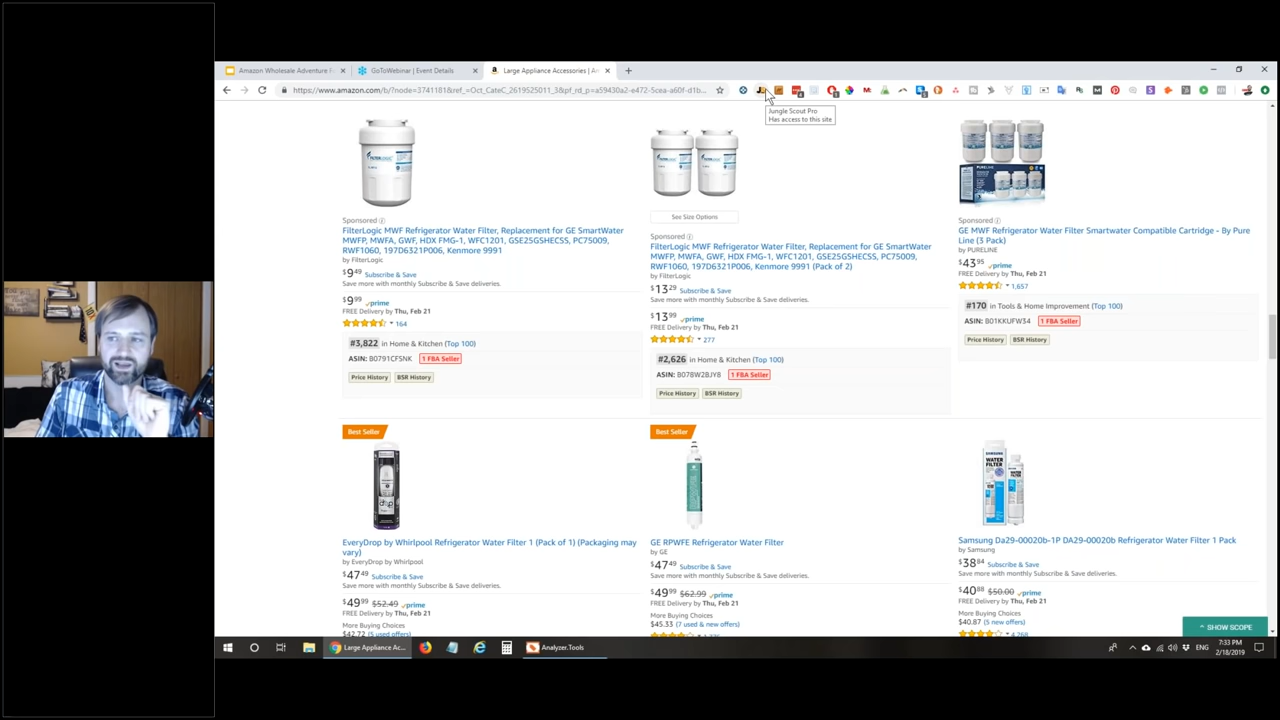 Amazon Wholesale Adventure
GoToWebinar | Event Details
Large Appliance Accessories | A
https://www.amazon.com/b/?node=3741181&ref_=Oct_CateC_2619525011_3&pf_rd_p=a59430a2-e472-5cea-a60f-d1b...
Jungle Scout Pro
Has access to this site
Sponsored
FilterLogic MWF Refrigerator Water Filter, Replacement for GE SmartWater
MWFP, MWFA, GWF, HDX FMG-1, WFC1201, GSE25GSHECSS, PC75009,
RWF1060, 197D6321P006, Kenmore 9991
by FilterLogic
$9.49 Subscribe & Save
Save more with monthly Subscribe & Save deliveries.
$9.99 prime
FREE Delivery by Thu, Feb 21
164
#3,822 in Home & Kitchen (Top 100)
ASIN: B0791CFSNK 1 FBA Seller
Price History BSR History
See Size Options
Sponsored
FilterLogic MWF Refrigerator Water Filter, Replacement for GE SmartWater
MWFP, MWFA, GWF, HDX FMG-1, WFC1201, GSE25GSHECSS, PC75009,
RWF1060, 197D6321P006, Kenmore 9991 (Pack of 2)
by FilterLogic
$13.29 Subscribe & Save
Save more with monthly Subscribe & Save deliveries.
$13.99 prime
FREE Delivery by Thu, Feb 21
277
#2,626 in Home & Kitchen (Top 100)
ASIN: B078W2BJY8 1 FBA Seller
Price History BSR History
Sponsored
GE MWF Refrigerator Water Filter Smartwater Compatible Cartridge - By Pure
Line (3 Pack)
by PURELINE
$43.95 prime
FREE Delivery by Thu, Feb 21
1,657
#170 in Tools & Home Improvement (Top 100)
ASIN: B01KKUFW34 1 FBA Seller
Price History BSR History
Best Seller
EveryDrop by Whirlpool Refrigerator Water Filter 1 (Pack of 1) (Packaging may
vary)
by EveryDrop by Whirlpool
$47.49 Subscribe & Save
Save more with monthly Subscribe & Save deliveries.
$49.99 $52.49 prime
FREE Delivery by Thu, Feb 21
More Buying Choices
$42.72 (5 used offers)
Best Seller
GE RPWFE Refrigerator Water Filter
by GE
$47.49 Subscribe & Save
Save more with monthly Subscribe & Save deliveries.
$49.99 $62.99 prime
FREE Delivery by Thu, Feb 21
More Buying Choices
$45.33 (7 used & new offers)
SAMSUNG
WATER
FILTER
Samsung Da29-00020b-1P DA29-00020b Refrigerator Water Filter 1 Pack
by Samsung
$38.84 Subscribe & Save
Save more with monthly Subscribe & Save deliveries.
$40.88 $50.00 prime
FREE Delivery by Thu, Feb 21
More Buying Choices
$40.87 (5 new offers)
4,268
SHOW SCOPE
Large Appliance Ac...
Analyzer.Tools
ENG
7:33 PM
2/18/2019